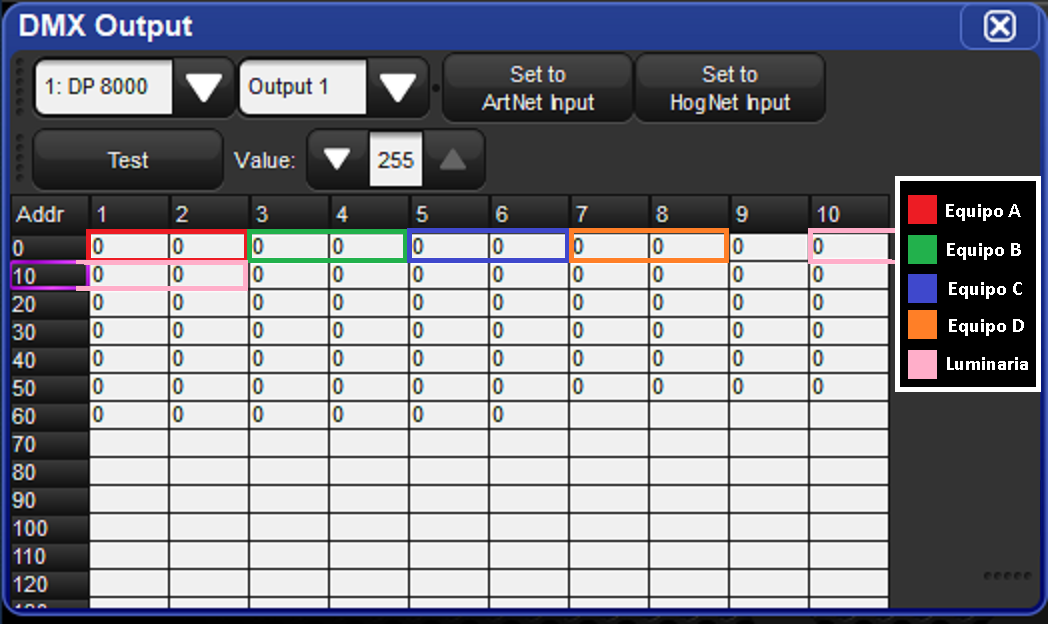 DMX Output
1: DP 8000 Output 1 Set to ArtNet Input Set to HogNet Input
Test Value: 255
Addr 1 2 3 4 5 6 7 8 9 10
0 0 0 0 0 0 0 0 0 0 0
10 0 0 0 0 0 0 0 0 0 0
20 0 0 0 0 0 0 0 0 0 0
30 0 0 0 0 0 0 0 0 0 0
40 0 0 0 0 0 0 0 0 0 0
50 0 0 0 0 0 0 0 0 0 0
60 0 0 0 0 0 0
70
80
90
100
110
120
Equipo A
Equipo B
Equipo C
Equipo D
Luminaria